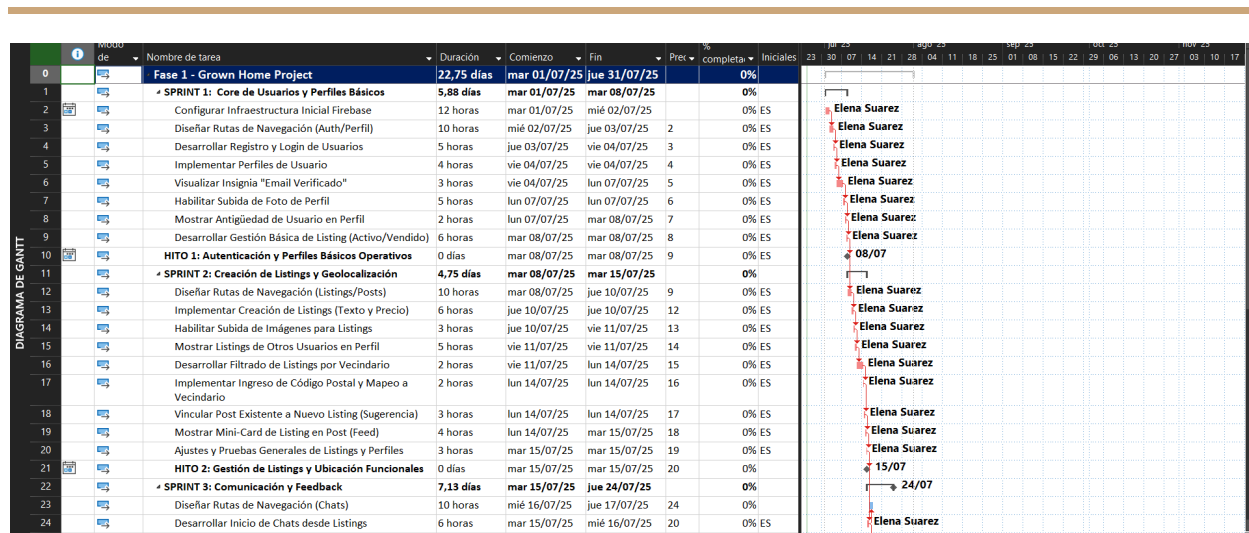 Modo de Nombre de tarea Duración Comienzo Fin Prec % completa Iniciales jul '25 ago '25 sep '25 oct '25 nov '25
23 30 07 14 21 28 04 11 18 25 01 08 15 22 29 06 13 20 27 03 10 17
0 Fase 1 - Grown Home Project 22,75 días mar 01/07/25 jue 31/07/25 0%
1 SPRINT 1: Core de Usuarios y Perfiles Básicos 5,88 días mar 01/07/25 mar 08/07/25 0%
2 Configurar Infraestructura Inicial Firebase 12 horas mar 01/07/25 mié 02/07/25 0% ES Elena Suarez
3 Diseñar Rutas de Navegación (Auth/Perfil) 10 horas mié 02/07/25 jue 03/07/25 2 0% ES Elena Suarez
4 Desarrollar Registro y Login de Usuarios 5 horas jue 03/07/25 vie 04/07/25 3 0% ES Elena Suarez
5 Implementar Perfiles de Usuario 4 horas vie 04/07/25 vie 04/07/25 4 0% ES Elena Suarez
6 Visualizar Insignia "Email Verificado" 3 horas vie 04/07/25 lun 07/07/25 5 0% ES Elena Suarez
7 Habilitar Subida de Foto de Perfil 5 horas lun 07/07/25 lun 07/07/25 6 0% ES Elena Suarez
8 Mostrar Antigüedad de Usuario en Perfil 2 horas lun 07/07/25 mar 08/07/25 7 0% ES Elena Suarez
9 Desarrollar Gestión Básica de Listing (Activo/Vendido) 6 horas mar 08/07/25 mar 08/07/25 8 0% ES Elena Suarez
10 HITO 1: Autenticación y Perfiles Básicos Operativos 0 días mar 08/07/25 mar 08/07/25 9 0% ES 08/07
11 SPRINT 2: Creación de Listings y Geolocalización 4,75 días mar 08/07/25 mar 15/07/25 0%
12 Diseñar Rutas de Navegación (Listings/Posts) 10 horas mar 08/07/25 jue 10/07/25 9 0% ES Elena Suarez
13 Implementar Creación de Listings (Texto y Precio) 6 horas jue 10/07/25 jue 10/07/25 12 0% ES Elena Suarez
14 Habilitar Subida de Imágenes para Listings 3 horas jue 10/07/25 vie 11/07/25 13 0% ES Elena Suarez
15 Mostrar Listings de Otros Usuarios en Perfil 5 horas vie 11/07/25 vie 11/07/25 14 0% ES Elena Suarez
16 Desarrollar Filtrado de Listings por Vecindario 2 horas vie 11/07/25 lun 14/07/25 15 0% ES Elena Suarez
17 Implementar Ingreso de Código Postal y Mapeo a 2 horas lun 14/07/25 lun 14/07/25 16 0% ES Elena Suarez
Vecindario
18 Vincular Post Existente a Nuevo Listing (Sugerencia) 3 horas lun 14/07/25 lun 14/07/25 17 0% ES Elena Suarez
19 Mostrar Mini-Card de Listing en Post (Feed) 4 horas lun 14/07/25 mar 15/07/25 18 0% ES Elena Suarez
20 Ajustes y Pruebas Generales de Listings y Perfiles 3 horas mar 15/07/25 mar 15/07/25 19 0% ES Elena Suarez
21 HITO 2: Gestión de Listings y Ubicación Funcionales 0 días mar 15/07/25 mar 15/07/25 20 0% 15/07
22 SPRINT 3: Comunicación y Feedback 7,13 días mar 15/07/25 jue 24/07/25 0% 24/07
23 Diseñar Rutas de Navegación (Chats) 10 horas mié 16/07/25 jue 17/07/25 24 0%
24 Desarrollar Inicio de Chats desde Listings 6 horas mar 15/07/25 mié 16/07/25 20 0% ES Elena Suarez
DIAGRAMA DE GANTT